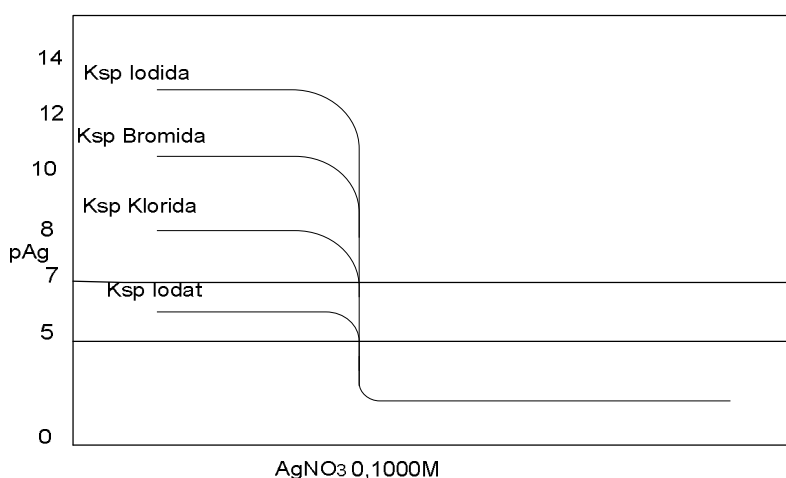 14
Ksp Iodida
12
Ksp Bromida
10
Ksp Klorida
8
pAg
7
Ksp Iodat
5
0
AgNO3 0,1000M